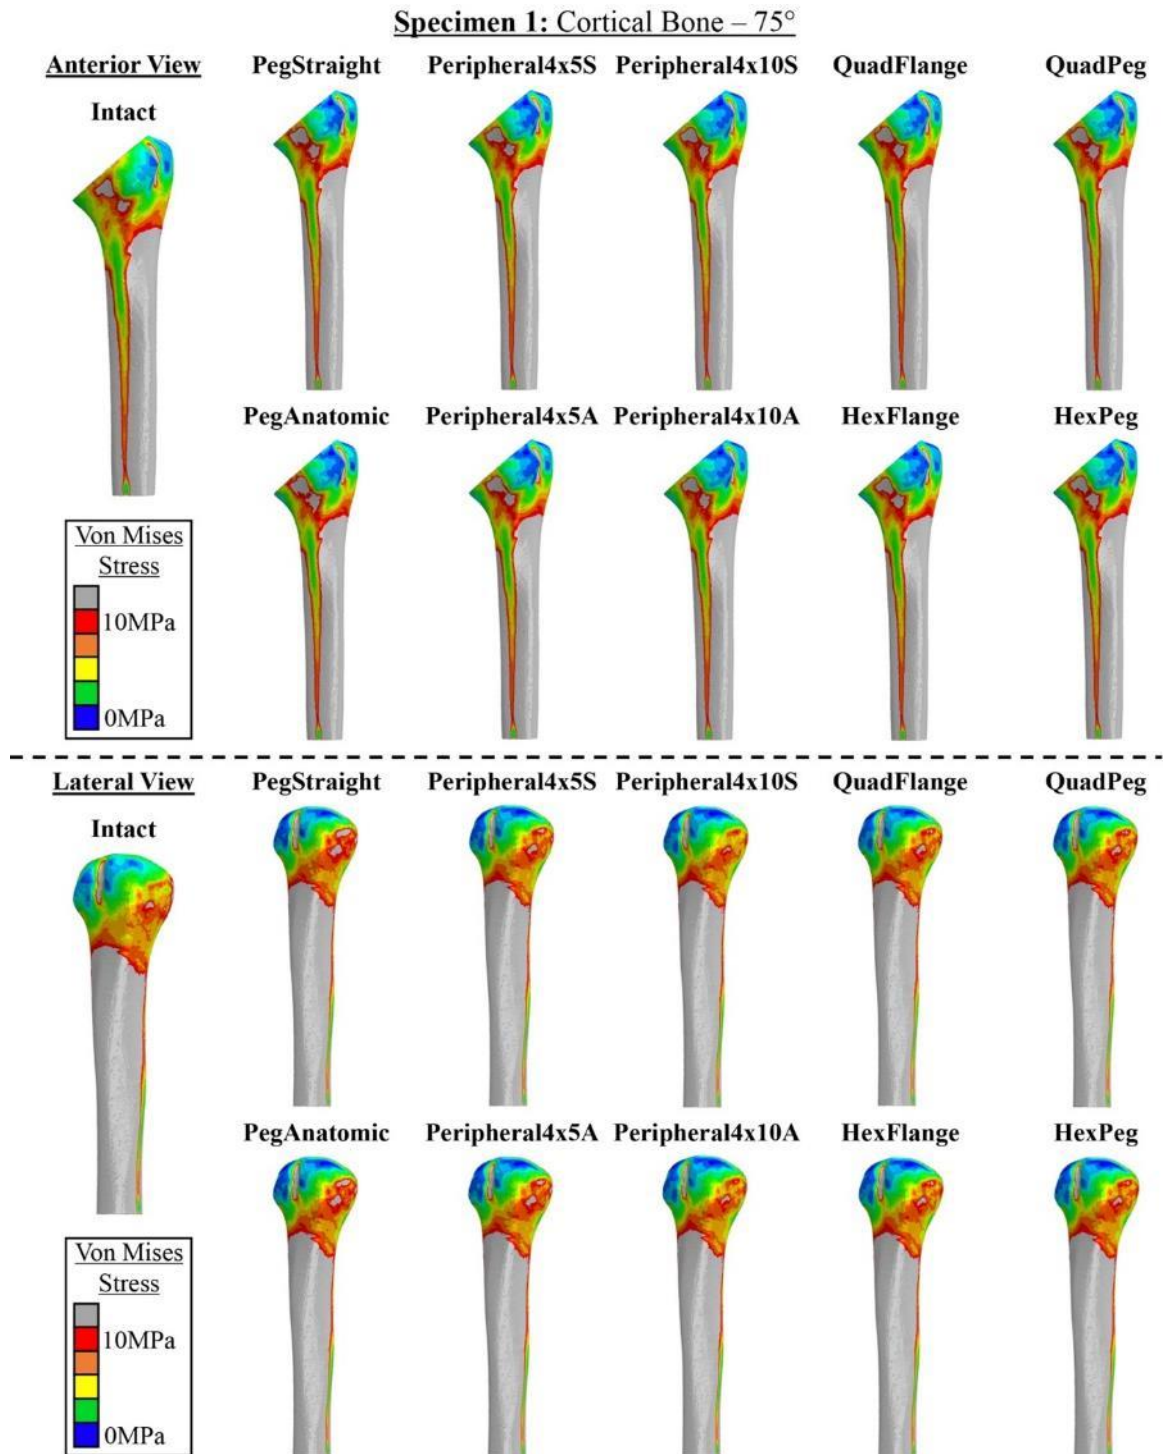 Specimen 1: Cortical Bone – 75°
Anterior View PegStraight Peripheral4x5S Peripheral4x10S QuadFlange QuadPeg
Intact
PegAnatomic Peripheral4x5A Peripheral4x10A HexFlange HexPeg
Von Mises
Stress
10MPa
0MPa
Lateral View PegStraight Peripheral4x5S Peripheral4x10S QuadFlange QuadPeg
Intact
PegAnatomic Peripheral4x5A Peripheral4x10A HexFlange HexPeg
Von Mises
Stress
10MPa
0MPa